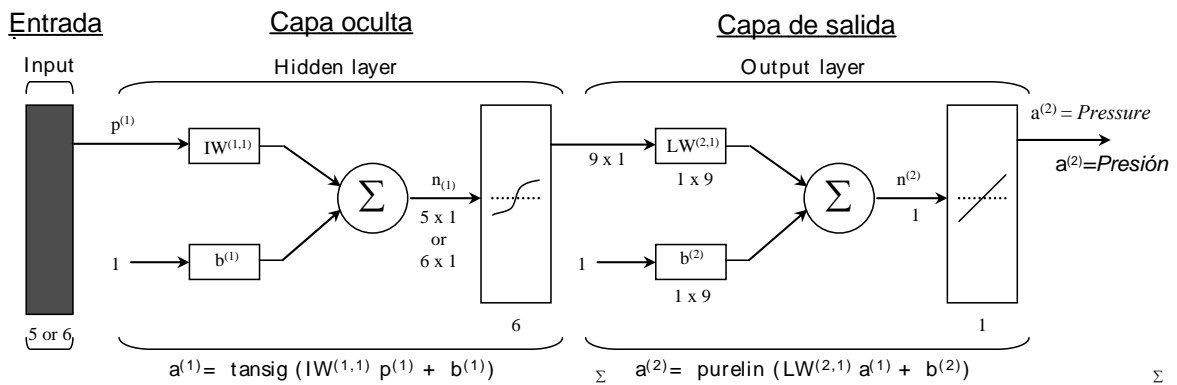 Entrada
Capa oculta
Capa de salida
Input
Hidden layer
Output layer
p(1)
IW(1,1)
Σ
n(1)
5 x 1
or
6 x 1
1
b(1)
6
9 x 1
LW(2,1)
1 x 9
Σ
n(2)
1
1
b(2)
1 x 9
1
a(2) = Pressure
a(2)=Presión
5 or 6
a(1)= tansig (IW(1,1) p(1) + b(1))
Σ
a(2)= purelin (LW(2,1) a(1) + b(2))
Σ